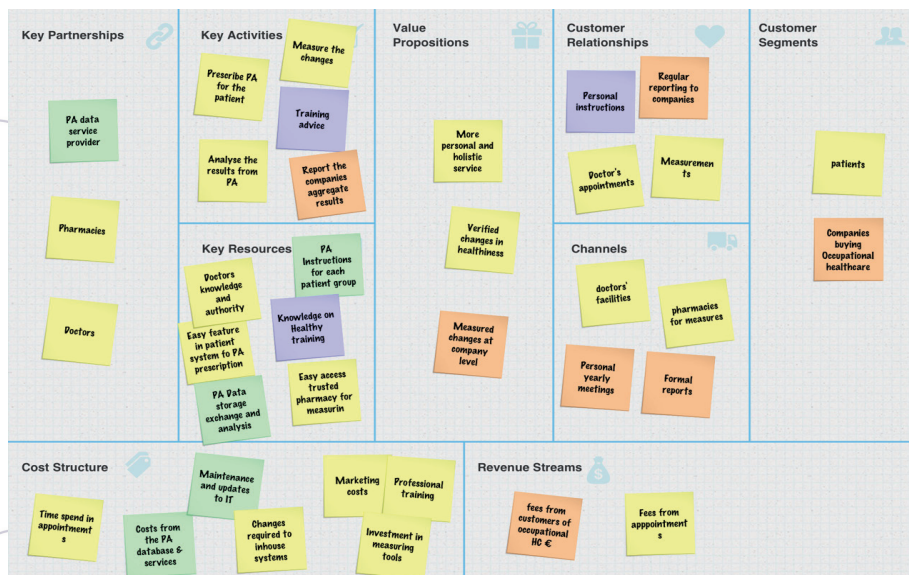 Key Partnerships
PA data
service
provider
Pharmacies
Doctors
Key Activities
Measure the
changes
Prescribe PA
for the
patient
Training
advice
Analyse the
results from
PA
Report the
companies
aggregate
results
Key Resources
PA
Instructions
for each
patient group
Doctors
knowledge
and
authority
Knowledge on
Healthy
training
Easy feature
in patient
system fo PA
prescription
Easy access
trusted
pharmacy for
measurin
PA Data
storage
exchange and
analysis
Value
Propositions
More
personal and
holistic
service
Verified
changes in
healthiness
Measured
changes at
company
level
Customer
Relationships
Personal
instructions
Regular
reporting to
companies
Doctor's
appointments
Measuremen
ts
Channels
doctors'
facilities
pharmacies
for measures
Personal
yearly
meetings
Formal
reports
Customer
Segments
patients
Companies
buying
Occupational
healthcare
Cost Structure
Time spend in
appointment
s
Maintenance
and updates
to IT
Costs from
the PA
database &
services
Changes
required to
inhouse
systems
Marketing
costs
Professional
training
Investment in
measuring
tools
Revenue Streams
fees from
customers of
occupational
HC €
Fees from
apppointment
s